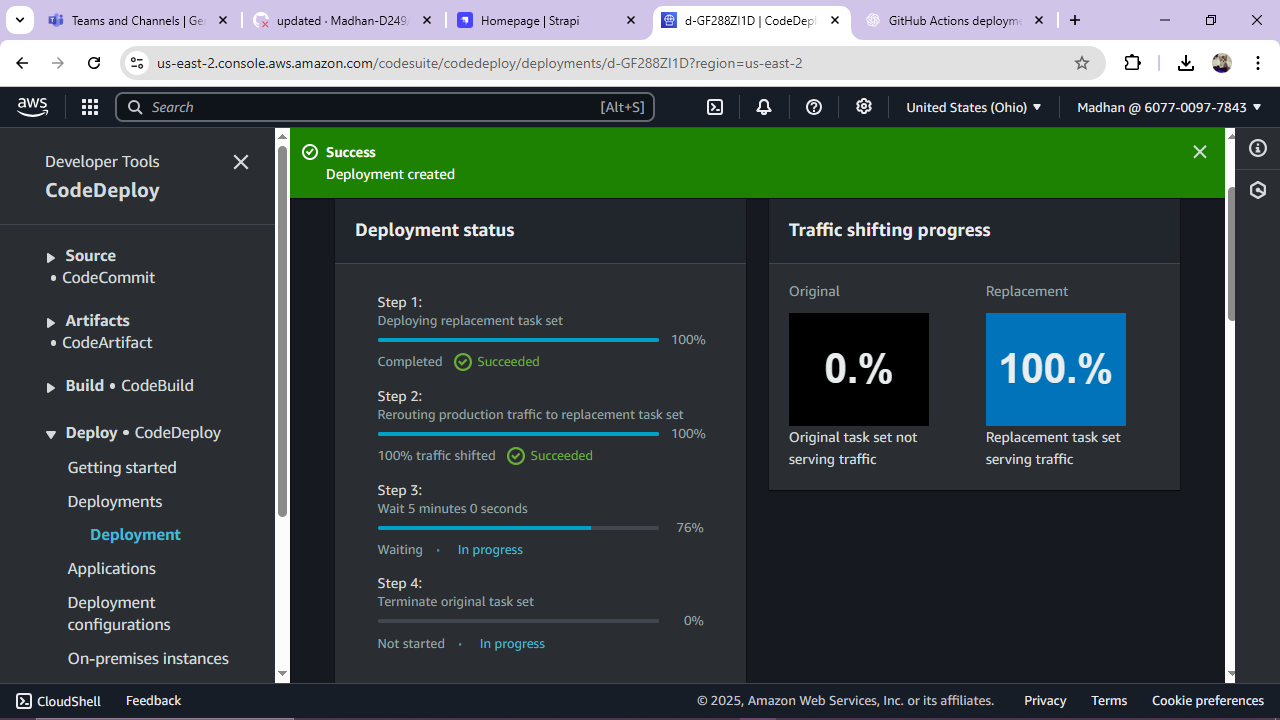 Teams and Channels | Ge
updated · Madhan-D249
Homepage | Strapi
d-GF288ZI1D | CodeDepl
GitHub Actions deployme
us-east-2.console.aws.amazon.com/codesuite/codedeploy/deployments/d-GF288ZI1D?region=us-east-2
aws
Search
[Alt+S]
United States (Ohio)
Madhan @ 6077-0097-7843
Developer Tools
CodeDeploy
Source
• CodeCommit
Artifacts
• CodeArtifact
Build • CodeBuild
Deploy • CodeDeploy
Getting started
Deployments
Deployment
Applications
Deployment
configurations
On-premises instances
Success
Deployment created
Deployment status
Step 1:
Deploying replacement task set
100%
Completed Succeeded
Step 2:
Rerouting production traffic to replacement task set
100%
100% traffic shifted Succeeded
Step 3:
Wait 5 minutes 0 seconds
76%
Waiting · In progress
Step 4:
Terminate original task set
0%
Not started · In progress
Traffic shifting progress
Original
0.%
Original task set not
serving traffic
Replacement
100.%
Replacement task set
serving traffic
CloudShell
Feedback
© 2025, Amazon Web Services, Inc. or its affiliates.
Privacy
Terms
Cookie preferences